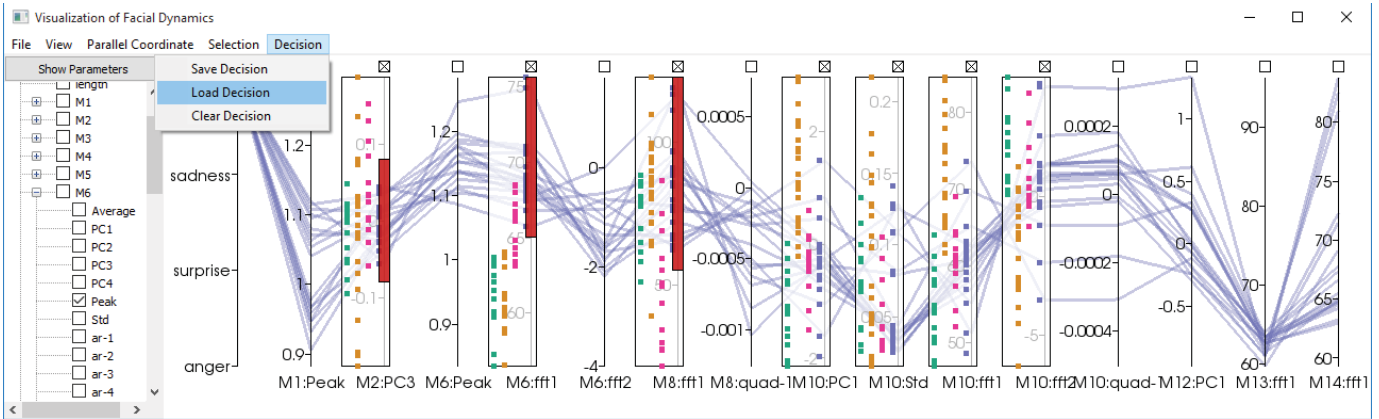 Visualization of Facial Dynamics
File View Parallel Coordinate Selection Decision
Show Parameters
Save Decision
Load Decision
Clear Decision
length
M1
M2
M3
M4
M5
M6
Average
PC1
PC2
PC3
PC4
Peak
Std
ar-1
ar-2
ar-3
ar-4
sadness
surprise
anger
1.2
1.1
1
0.9
0.1
-0.1
1.2
1.1
1
0.9
75
70
65
60
0
-2
-4
100
50
0.0005
0
-0.0005
-0.001
2
-2
0.2
0.15
0.1
0.05
80
70
60
50
-5
0.0002
0
-0.0002
-0.0004
1
0.5
0
-0.5
90
80
70
60
80
75
70
65
60
M1:Peak M2:PC3 M6:Peak M6:fft1 M6:fft2 M8:fft1 M8:quad-1 M10:PC1 M10:Std M10:fft1 M10:fft2 M10:quad-1 M12:PC1 M13:fft1 M14:fft1